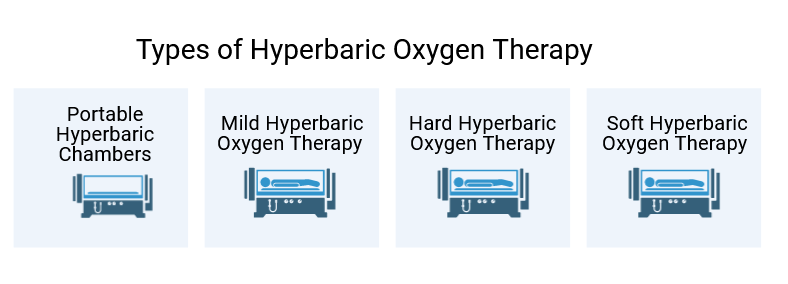 Types of Hyperbaric Oxygen Therapy
Portable
Hyperbaric
Chambers
Mild Hyperbaric
Oxygen Therapy
Hard Hyperbaric
Oxygen Therapy
Soft Hyperbaric
Oxygen Therapy